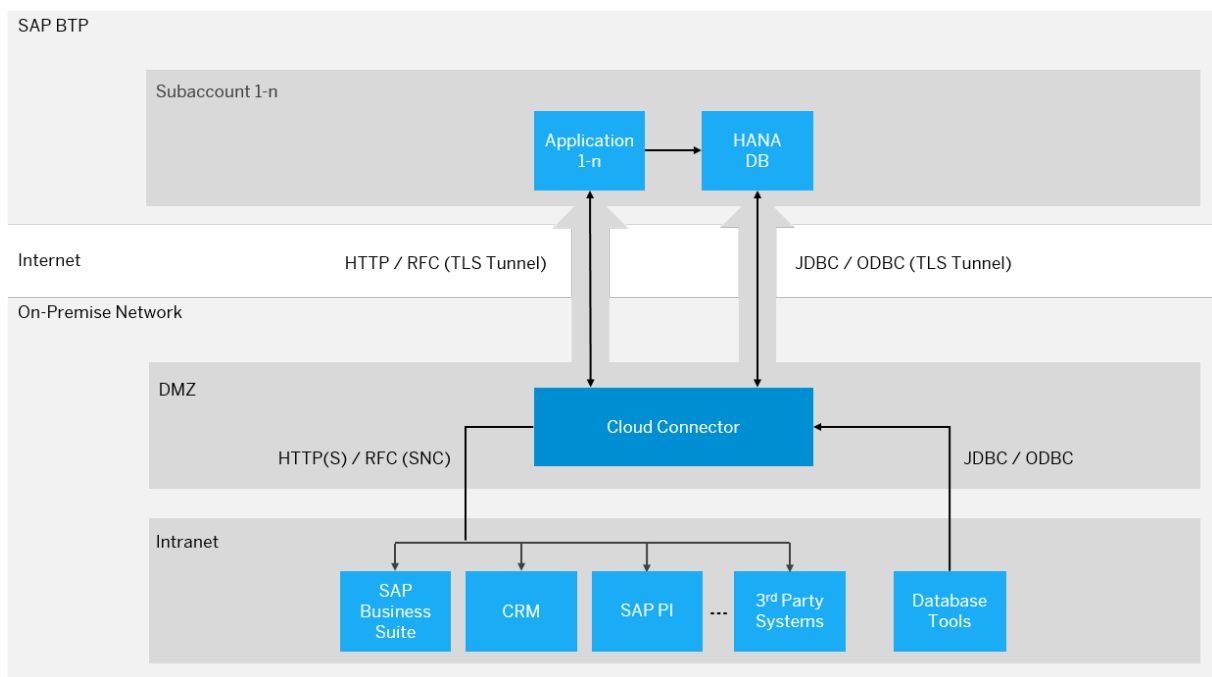 SAP BTP
Subaccount 1-n
Application
1-n
HANA
DB
Internet
HTTP / RFC (TLS Tunnel)
JDBC / ODBC (TLS Tunnel)
On-Premise Network
DMZ
Cloud Connector
HTTP(S) / RFC (SNC)
JDBC / ODBC
Intranet
SAP
Business
Suite
CRM
SAP PI
...
3rd Party
Systems
Database
Tools